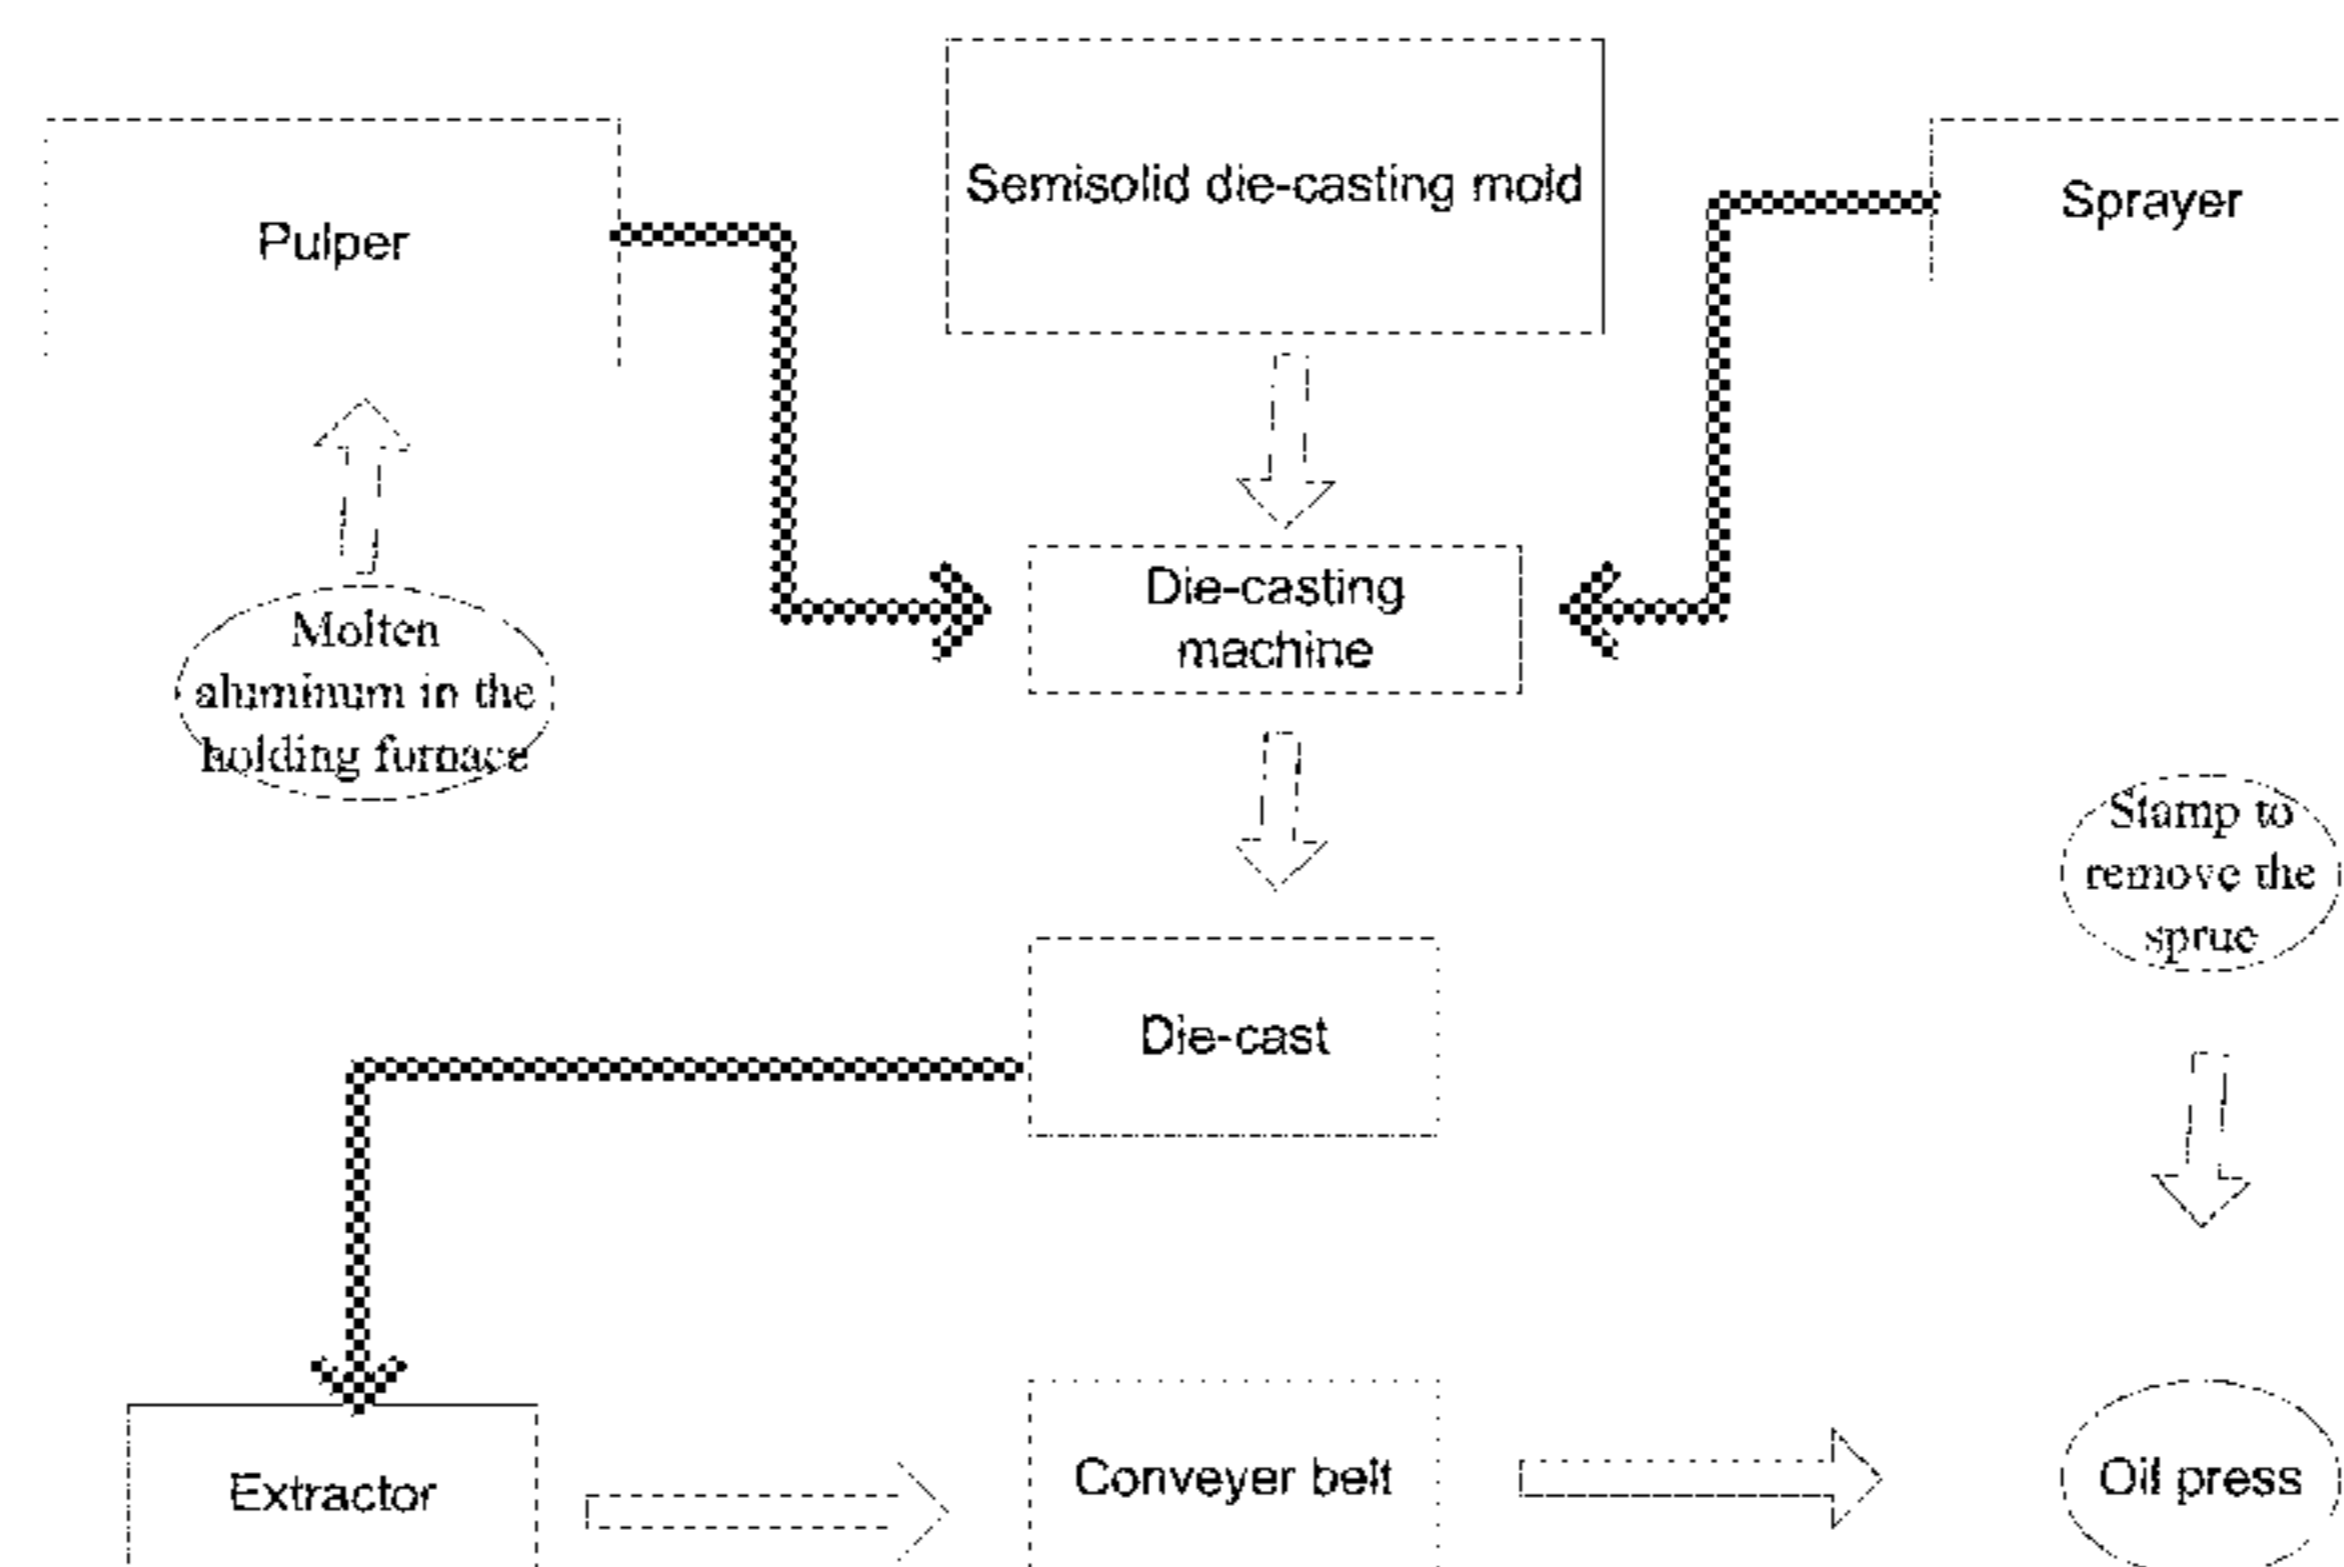 Semisolid die-casting mold
Pulper
Sprayer
Die-casting
machine
Molten
aluminum in the
holding furnace
Stamp to
remove the
sprue
Die-cast
Extractor
Conveyer belt
Oil press